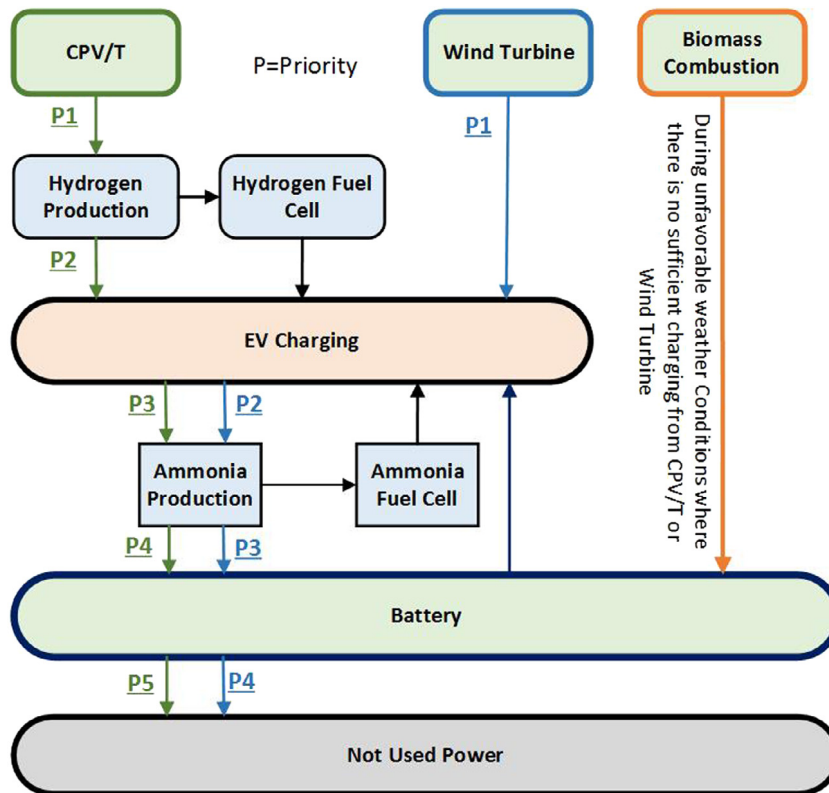 CPV/T
P=Priority
Wind Turbine
Biomass
Combustion
P1
P1
During unfavorable weather Conditions where
there is no sufficient charging from CPV/T or
Wind Turbine
Hydrogen
Production
Hydrogen Fuel
Cell
P2
EV Charging
P3
P2
Ammonia
Production
Ammonia
Fuel Cell
P4
P3
Battery
P5
P4
Not Used Power